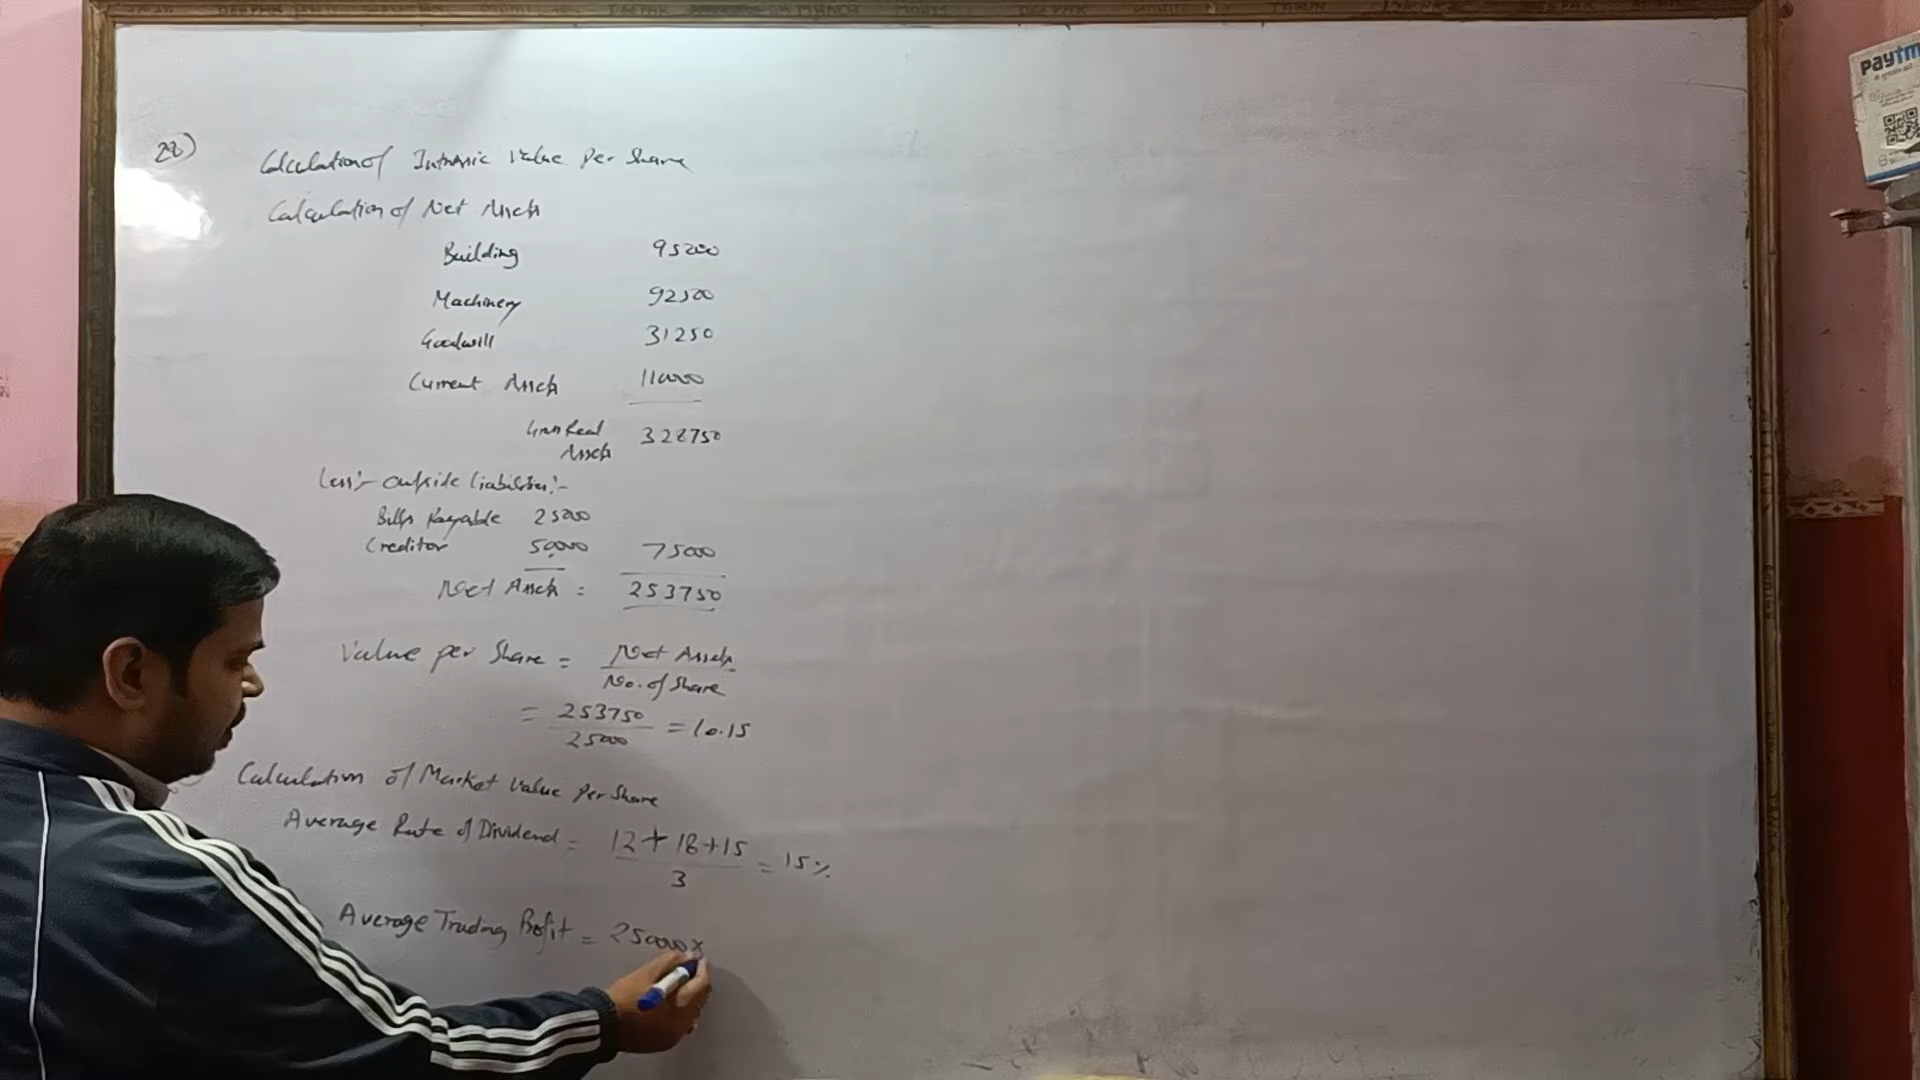 28)
Calculation of Intrinsic Value Per Share
Calculation of Net Assets
Building 95000
Machinery 92500
Goodwill 31250
Current Assets 110000
Gross Real Assets 328750
Less:- outside liabilities:-
Bills Payable 25000
Creditor 50000 75000
Net Assets = 253750
Value per Share = Net Assets / No. of Share
= 253750 / 25000 = 10.15
Calculation of Market Value Per Share
Average Rate of Dividend = 12+18+15 / 3 = 15%
Average Trading Profit = 250000 x
Paytm